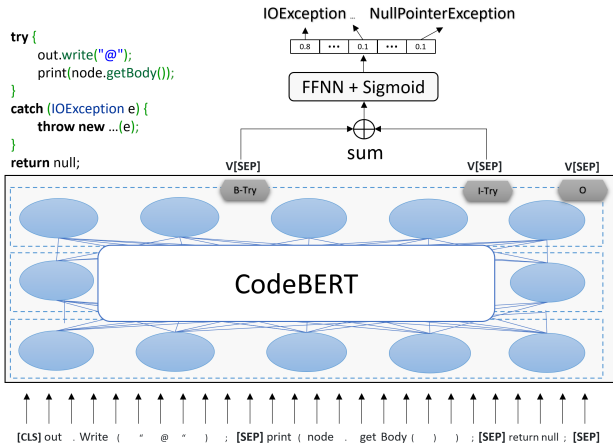 IOException … NullPointerException
0.8 ••• 0.1 ••• 0.1
FFNN + Sigmoid
sum
try {
out.write("@");
print(node.getBody());
}
catch (IOException e) {
throw new ...(e);
}
return null;
V[SEP] V[SEP] V[SEP]
B-Try I-Try O
CodeBERT
[CLS] out . Write ( “ @ “ ) ; [SEP] print ( node . get Body ( ) ) ; [SEP] return null ; [SEP]